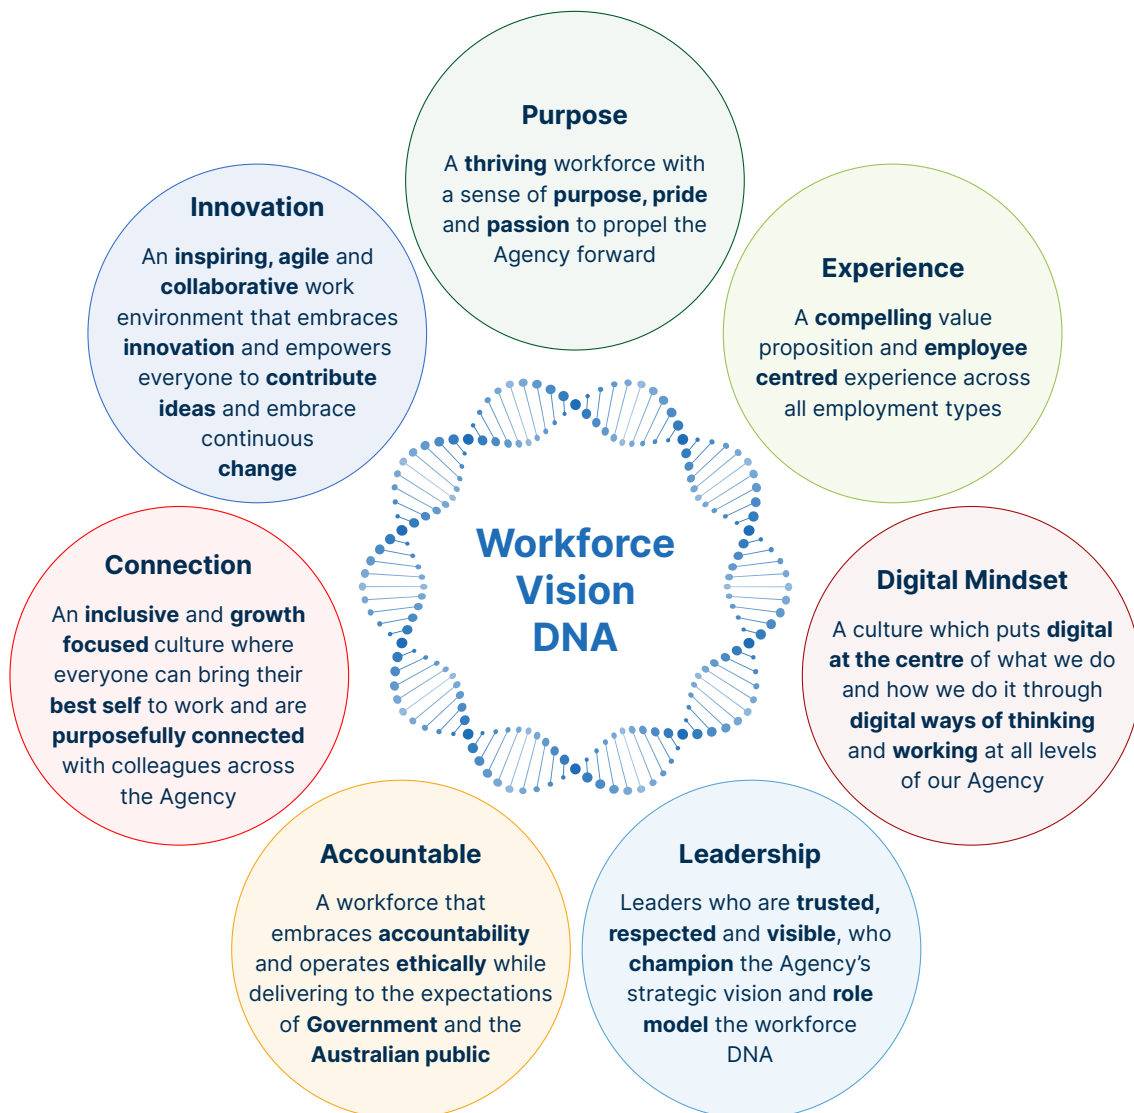 Purpose
A thriving workforce with
a sense of purpose, pride
and passion to propel the
Agency forward
Experience
A compelling value
proposition and employee
centred experience across
all employment types
Digital Mindset
A culture which puts digital
at the centre of what we do
and how we do it through
digital ways of thinking
and working at all levels
of our Agency
Leadership
Leaders who are trusted,
respected and visible, who
champion the Agency’s
strategic vision and role
model the workforce
DNA
Accountable
A workforce that
embraces accountability
and operates ethically while
delivering to the expectations
of Government and the
Australian public
Connection
An inclusive and growth
focused culture where
everyone can bring their
best self to work and are
purposefully connected
with colleagues across
the Agency
Innovation
An inspiring, agile and
collaborative work
environment that embraces
innovation and empowers
everyone to contribute
ideas and embrace
continuous
change
Workforce
Vision
DNA